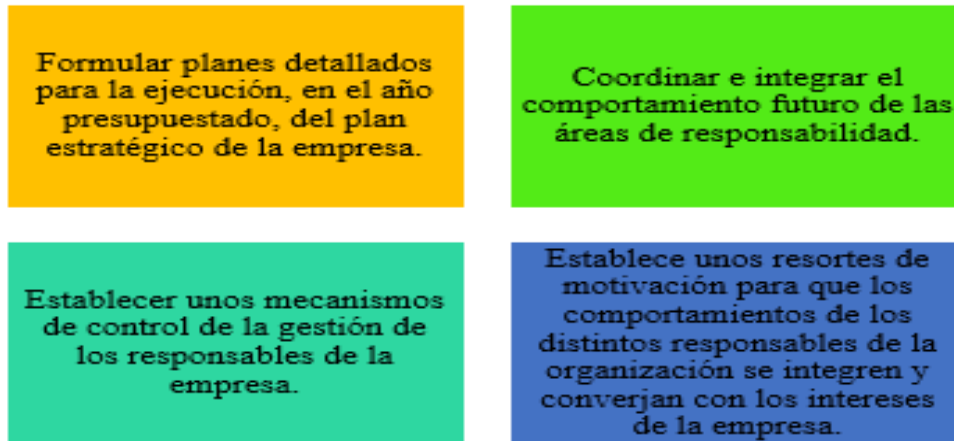 Formular planes detallados
para la ejecución, en el año
presupuestado, del plan
estratégico de la empresa.
Coordinar e integrar el
comportamiento futuro de las
áreas de responsabilidad.
Establecer unos mecanismos
de control de la gestión de
los responsables de la
empresa.
Establece unos resortes de
motivación para que los
comportamientos de los
distintos responsables de la
organización se integren y
converjan con los intereses
de la empresa.